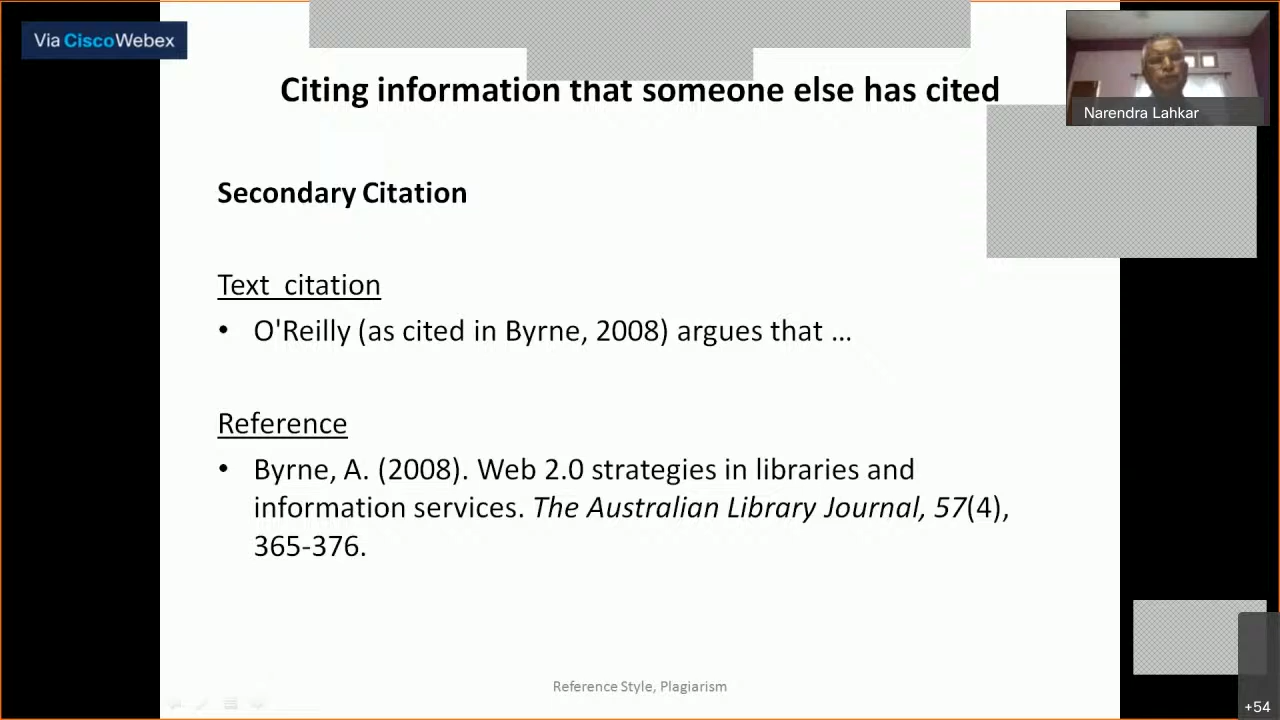 Via CiscoWebex
Citing information that someone else has cited
Narendra Lahkar
Secondary Citation
Text citation
• O'Reilly (as cited in Byrne, 2008) argues that ...
Reference
• Byrne, A. (2008). Web 2.0 strategies in libraries and
information services. The Australian Library Journal, 57(4),
365-376.
Reference Style, Plagiarism
+54